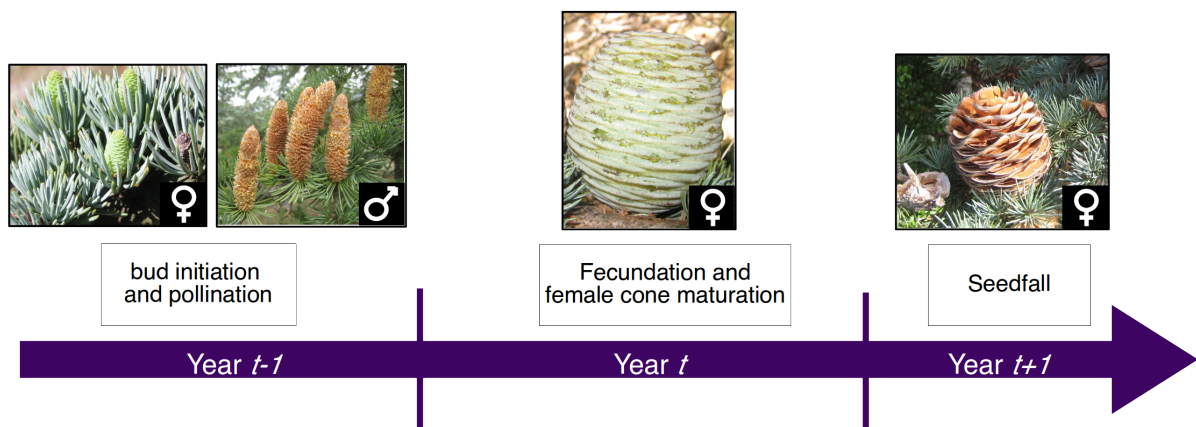 ♀
♂
♀
♀
bud initiation
and pollination
Fecundation and
female cone maturation
Seedfall
Year t-1
Year t
Year t+1